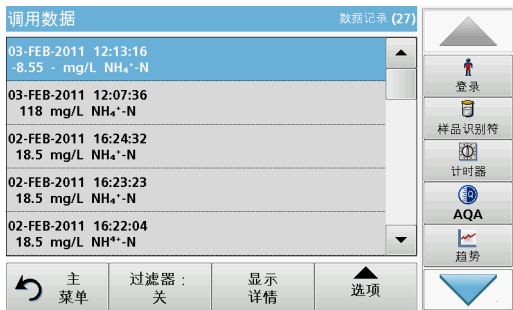 调用数据
数据记录 (27)
03-FEB-2011 12:13:16
-8.55 - mg/L NH₄⁺-N
03-FEB-2011 12:07:36
118 mg/L NH₄⁺-N
02-FEB-2011 16:24:32
18.5 mg/L NH₄⁺-N
02-FEB-2011 16:23:23
18.5 mg/L NH₄⁺-N
02-FEB-2011 16:22:04
18.5 mg/L NH⁴⁺-N
主
菜单
过滤器：
关
显示
详情
选项
登录
样品识别符
计时器
AQA
趋势